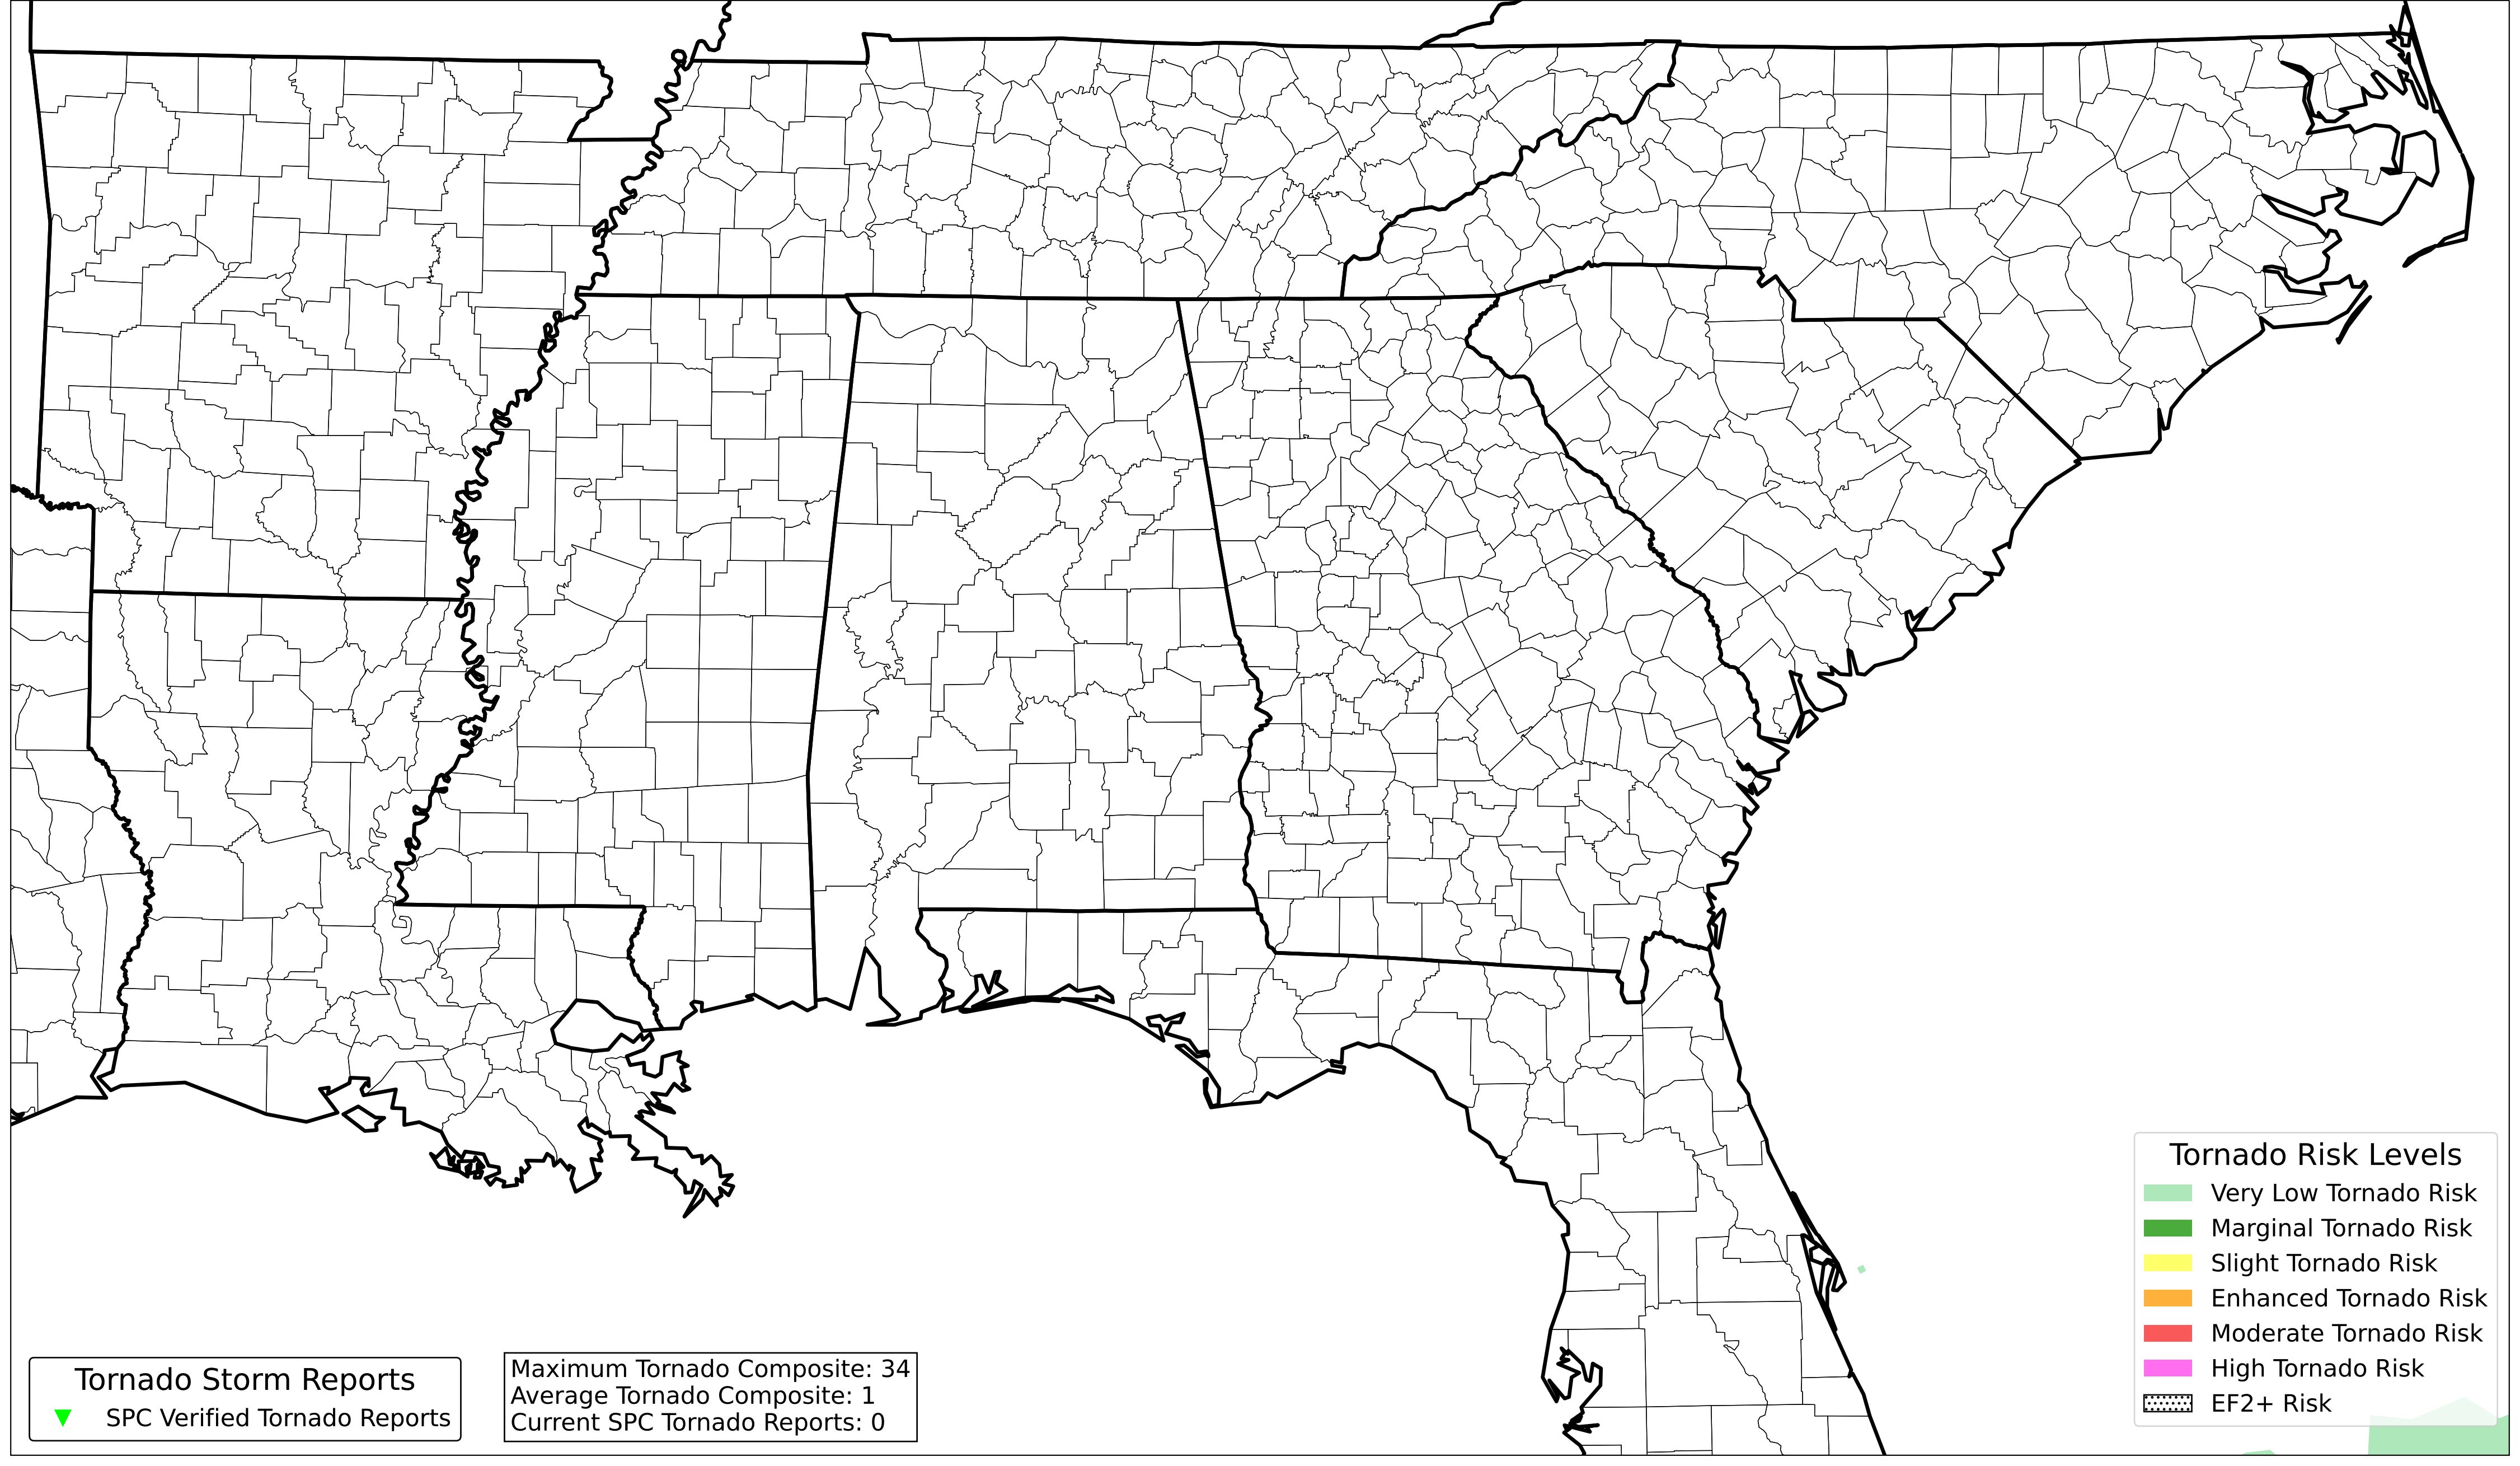 Tornado Risk Levels
Very Low Tornado Risk
Marginal Tornado Risk
Slight Tornado Risk
Enhanced Tornado Risk
Moderate Tornado Risk
High Tornado Risk
EF2+ Risk
Tornado Storm Reports
SPC Verified Tornado Reports
Maximum Tornado Composite: 34
Average Tornado Composite: 1
Current SPC Tornado Reports: 0